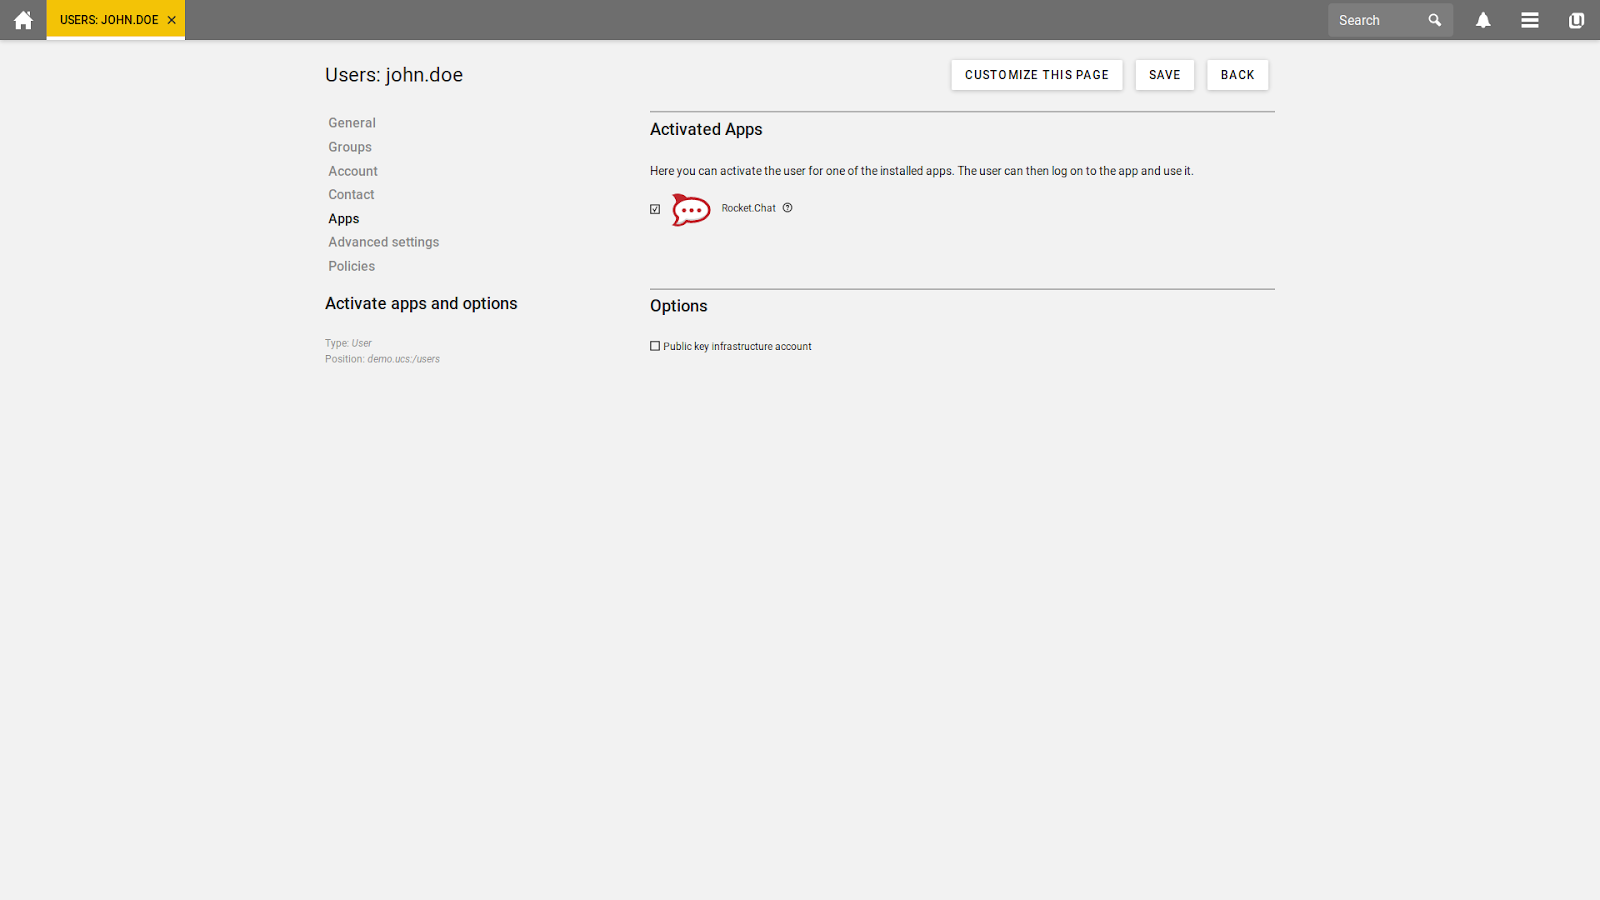 USERS: JOHN.DOE
Search
Users: john.doe
CUSTOMIZE THIS PAGE
SAVE
BACK
General
Groups
Account
Contact
Apps
Advanced settings
Policies
Activate apps and options
Type: User
Position: demo.ucs:/users
Activated Apps
Here you can activate the user for one of the installed apps. The user can then log on to the app and use it.
Rocket.Chat
Options
Public key infrastructure account